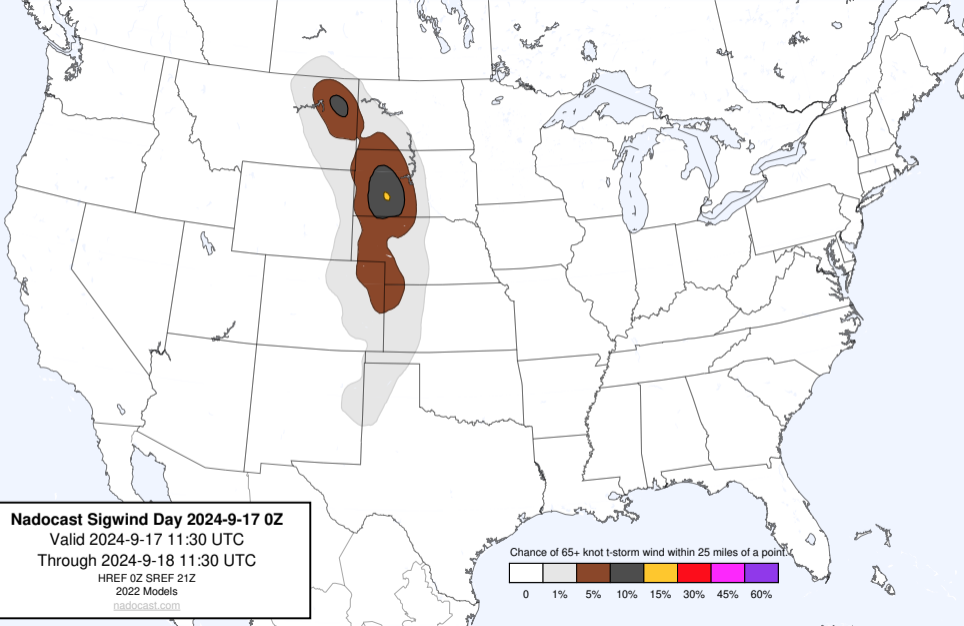 Nadocast Sigwind Day 2024-9-17 0Z
Valid 2024-9-17 11:30 UTC
Through 2024-9-18 11:30 UTC
HREF 0Z SREF 21Z
2022 Models
nadocast.com
Chance of 65+ knot t-storm wind within 25 miles of a point.
0 1% 5% 10% 15% 30% 45% 60%